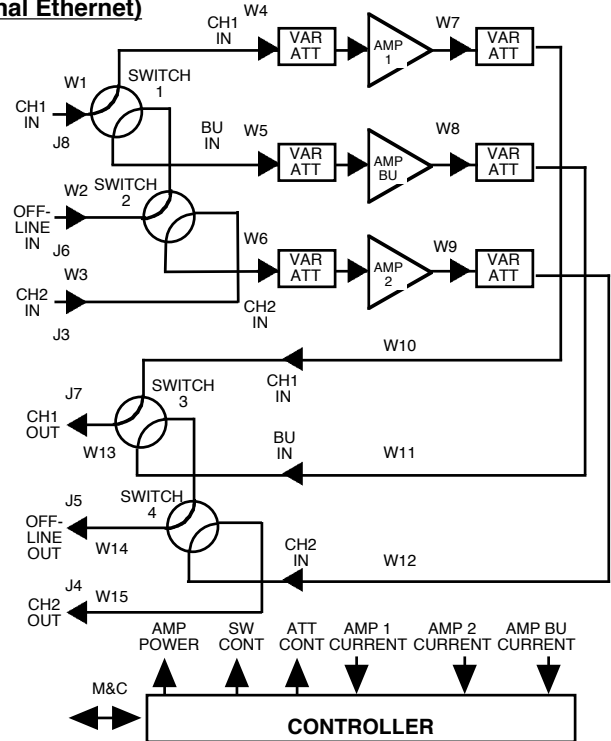 nal Ethernet)
W4
CH1
IN
VAR
ATT
AMP
1
W7
VAR
ATT
W1
SWITCH
1
CH1
IN
J8
BU
IN
W5
VAR
ATT
AMP
BU
W8
VAR
ATT
W2
SWITCH
2
OFF-
LINE
IN
J6
W3
W6
VAR
ATT
AMP
2
W9
VAR
ATT
CH2
IN
J3
CH2
IN
W10
CH1
IN
J7
SWITCH
3
CH1
OUT
W13
BU
IN
W11
J5
SWITCH
4
OFF-
LINE
OUT
W14
CH2
IN
W12
J4
W15
CH2
OUT
AMP
POWER
SW
CONT
ATT
CONT
AMP 1
CURRENT
AMP 2
CURRENT
AMP BU
CURRENT
M&C
CONTROLLER